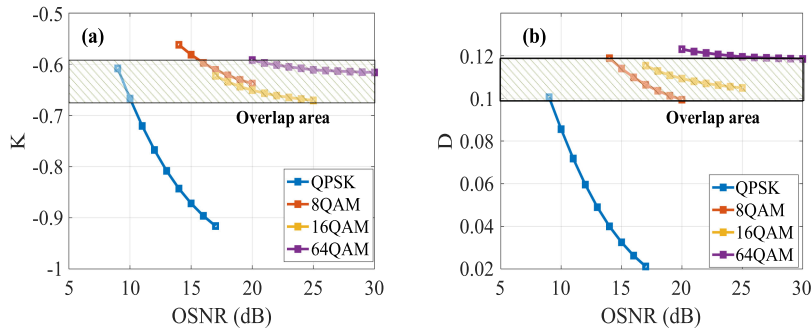 (a)
-0.5
-0.6
-0.7
-0.8
-0.9
-1
K
5 10 15 20 25 30
OSNR (dB)
Overlap area
QPSK
8QAM
16QAM
64QAM
(b)
0.12
0.1
0.08
0.06
0.04
0.02
D
5 10 15 20 25 30
OSNR (dB)
Overlap area
QPSK
8QAM
16QAM
64QAM